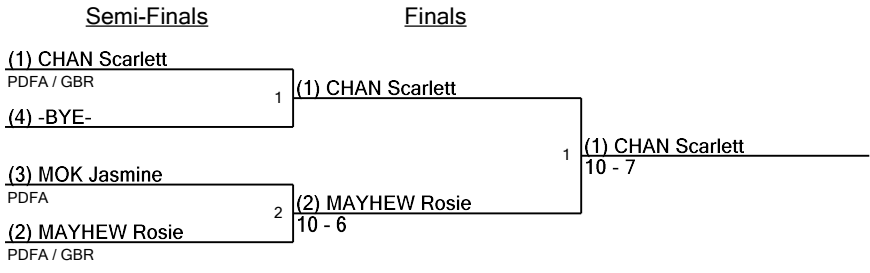 Semi-Finals
Finals
(1) CHAN Scarlett
PDFA / GBR
1
(1) CHAN Scarlett
(4) -BYE-
1
(1) CHAN Scarlett
10 - 7
(3) MOK Jasmine
PDFA
2
(2) MAYHEW Rosie
10 - 6
(2) MAYHEW Rosie
PDFA / GBR